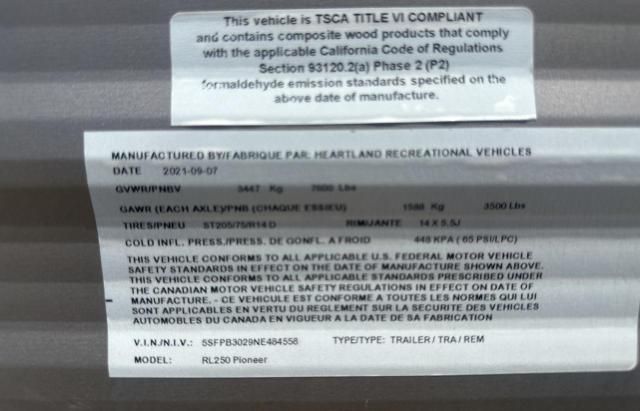 This vehicle is TSCA TITLE VI COMPLIANT
and contains composite wood products that comply
with the applicable California Code of Regulations
Section 93120.2(a) Phase 2 (P2)
formaldehyde emission standards specified on the
above date of manufacture.
MANUFACTURED BY/FABRIQUE PAR: HEARTLAND RECREATIONAL VEHICLES
DATE 2021-09-07
GVWR/PNBV 3447 Kg 7600 Lbs
GAWR (EACH AXLE)/PNB (CHAQUE ESSIEU) 1588 Kg 3500 Lbs
TIRES/PNEU ST205/75/R14 D RIM/JANTE 14 X 5.5J
COLD INFL. PRESS./PRESS. DE GONFL. A FROID 448 KPA ( 65 PSI/LPC)
THIS VEHICLE CONFORMS TO ALL APPLICABLE U.S. FEDERAL MOTOR VEHICLE
SAFETY STANDARDS IN EFFECT ON THE DATE OF MANUFACTURE SHOWN ABOVE.
THIS VEHICLE CONFORMS TO ALL APPLICABLE STANDARDS PRESCRIBED UNDER
THE CANADIAN MOTOR VEHICLE SAFETY REGULATIONS IN EFFECT ON DATE OF
MANUFACTURE. - CE VEHICULE EST CONFORME A TOUTES LES NORMES QUI LUI
SONT APPLICABLES EN VERTU DU REGLEMENT SUR LA SECURITE DES VEHICLES
AUTOMOBLES DU CANADA EN VIGUEUR A LA DATE DE SA FABRICATION
V.I.N./N.I.V.: 5SFPB3029NE484558 TYPE/TYPE: TRAILER / TRA / REM
MODEL: RL250 Pioneer